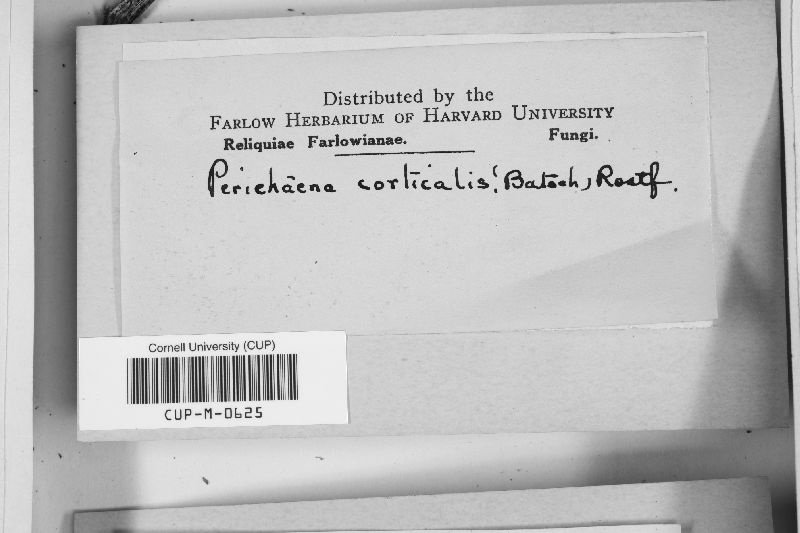 Distributed by the
FARLOW HERBARIUM OF HARVARD UNIVERSITY
Reliquiae Farlowianae. Fungi.
Perichaena corticalis (Batsch) Rostf.
Cornell University (CUP)
CUP-M-0625